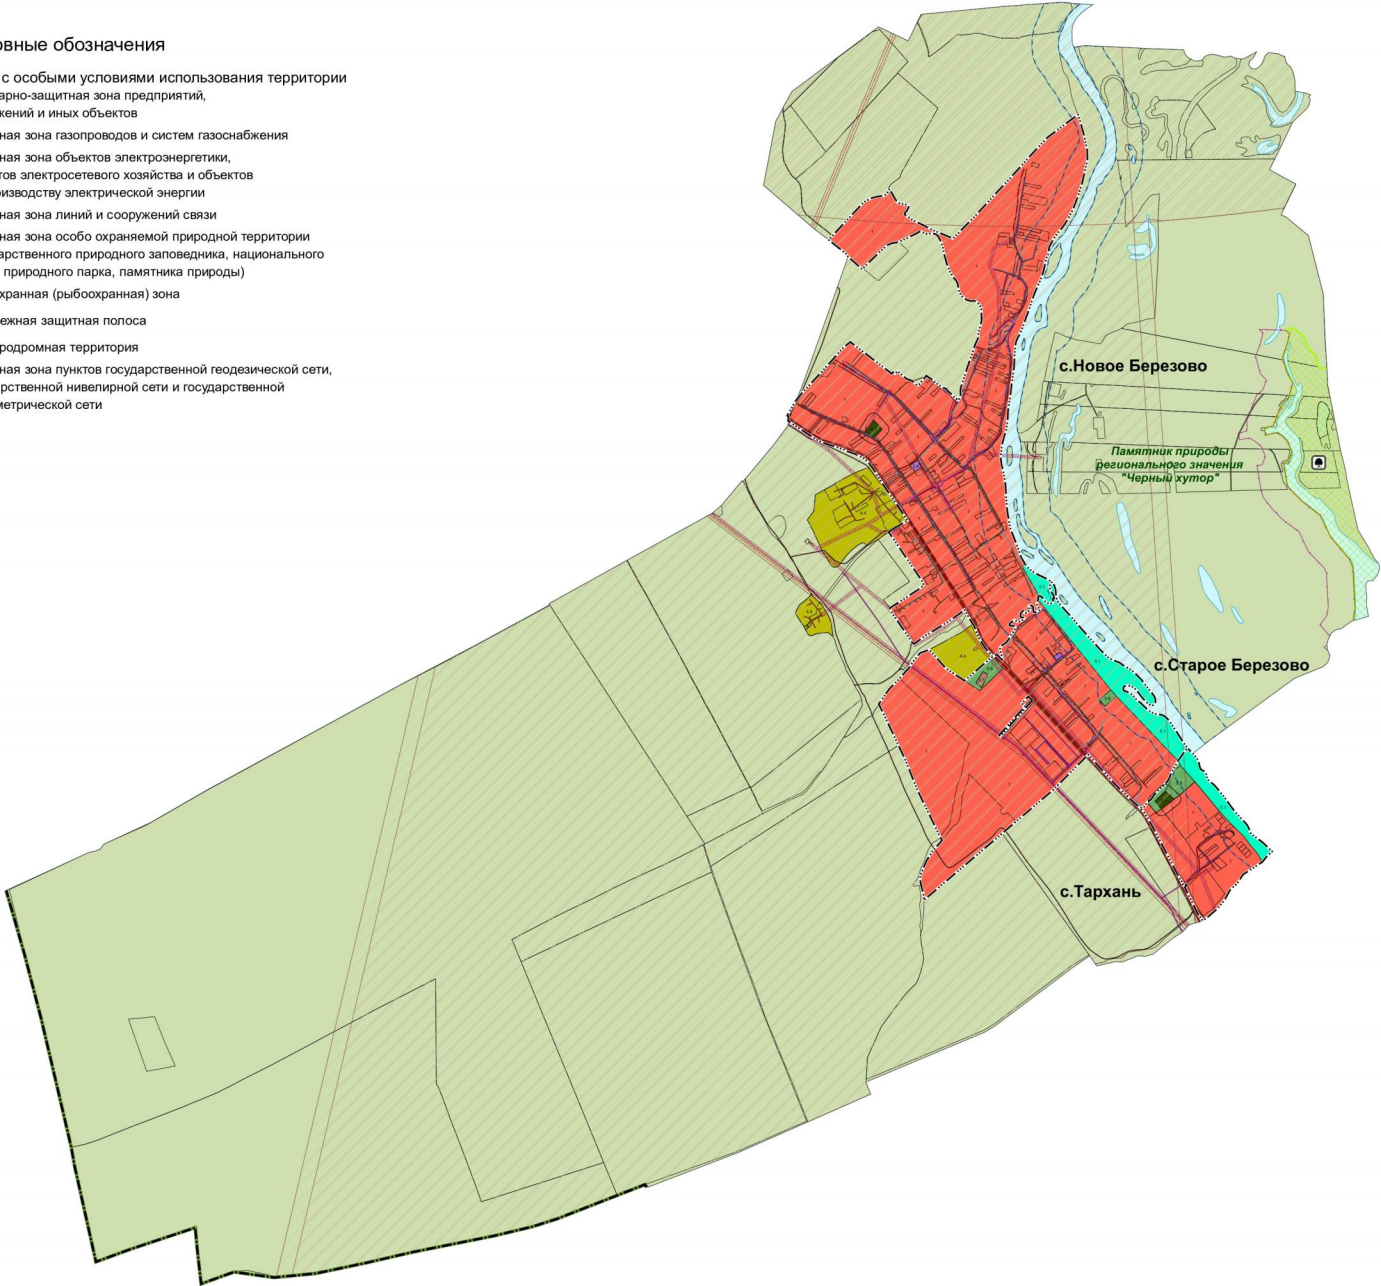 овные обозначения
с особыми условиями использования территории
арно-защитная зона предприятий,
жений и иных объектов
ная зона газопроводов и систем газоснабжения
ная зона объектов электроэнергетики,
тов электросетевого хозяйства и объектов
оизводству электрической энергии
ная зона линий и сооружений связи
ная зона особо охраняемой природной территории
дарственного природного заповедника, национального
природного парка, памятника природы)
хранная (рыбоохранная) зона
ежная защитная полоса
родромная территория
ная зона пунктов государственной геодезической сети,
арственной нивелирной сети и государственной
метрической сети
с.Новое Березово
Памятник природы
регионального значения
"Черный хутор"
с.Старое Березово
с.Тархань